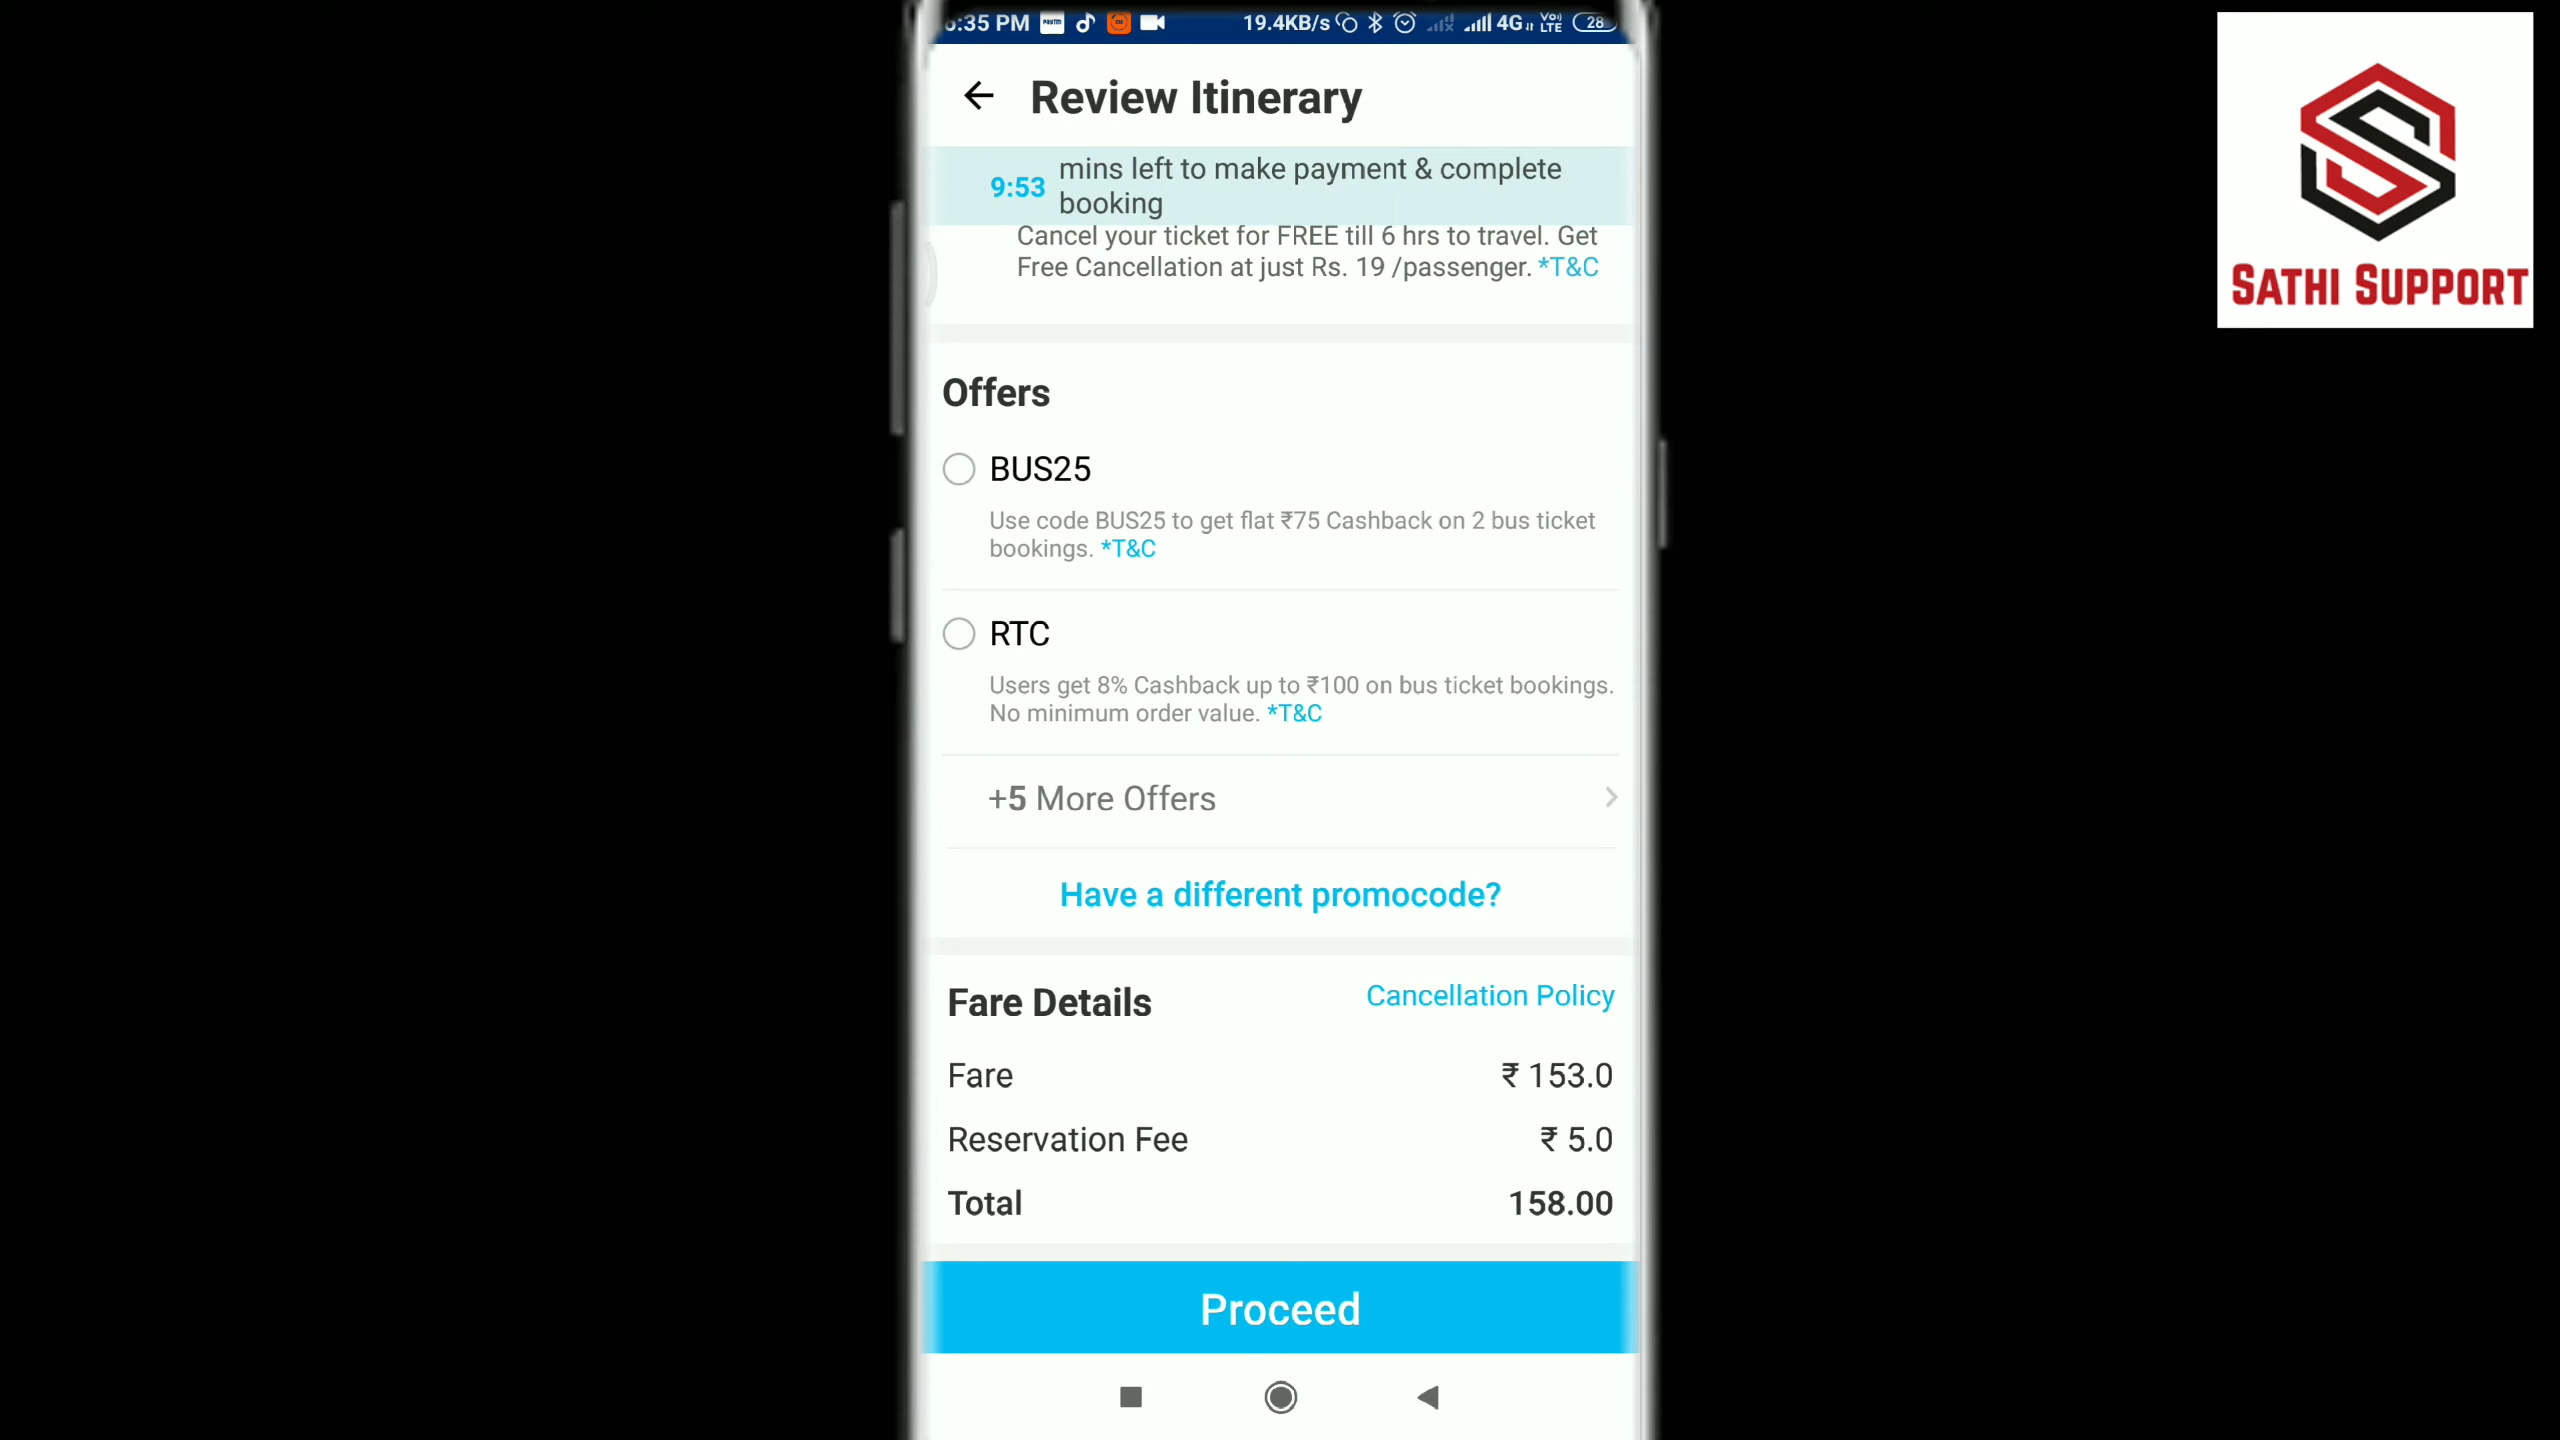 :35 PM
19.4KB/s 4G Vo) LTE 28
Review Itinerary
9:53 mins left to make payment & complete
booking
Cancel your ticket for FREE till 6 hrs to travel. Get
Free Cancellation at just Rs. 19 /passenger. *T&C
Offers
BUS25
Use code BUS25 to get flat ₹75 Cashback on 2 bus ticket
bookings. *T&C
RTC
Users get 8% Cashback up to ₹100 on bus ticket bookings.
No minimum order value. *T&C
+5 More Offers
Have a different promocode?
Fare Details
Cancellation Policy
Fare ₹ 153.0
Reservation Fee ₹ 5.0
Total 158.00
Proceed
SATHI SUPPORT